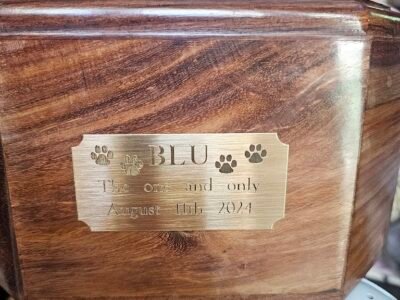 BLU
The one and only
August 11th 2024